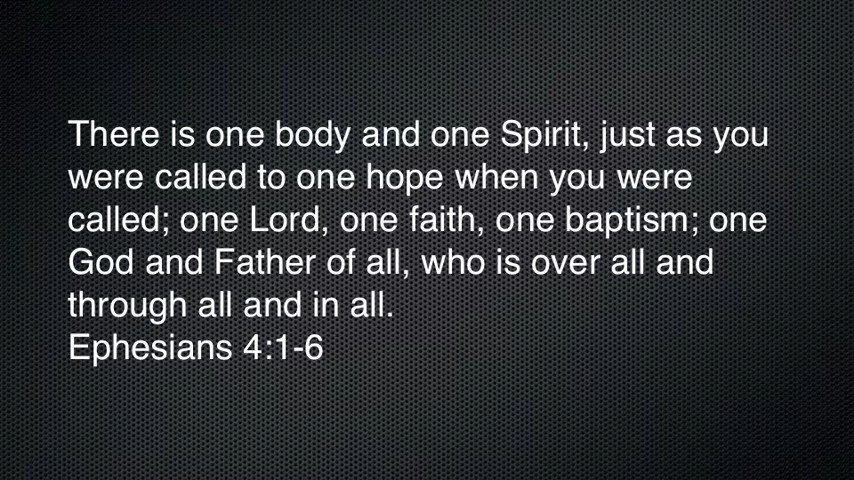 There is one body and one Spirit, just as you
were called to one hope when you were
called; one Lord, one faith, one baptism; one
God and Father of all, who is over all and
through all and in all.
Ephesians 4:1-6